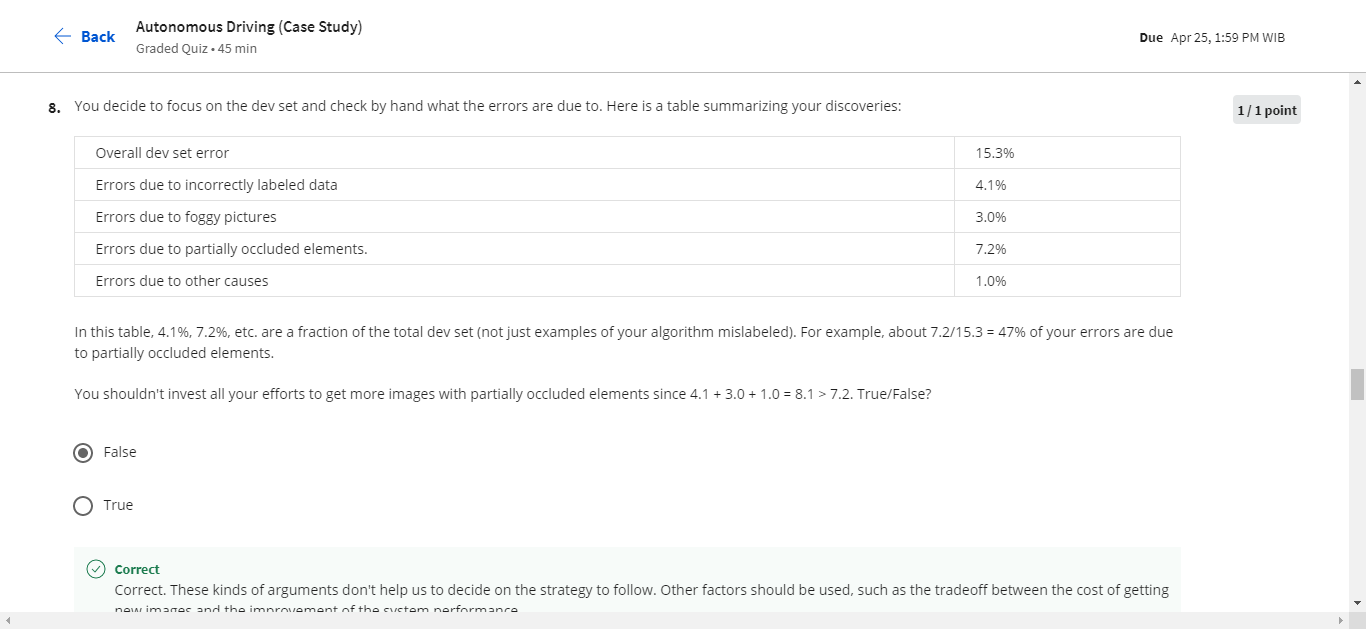 Back
Autonomous Driving (Case Study)
Graded Quiz • 45 min
Due Apr 25, 1:59 PM WIB
8. You decide to focus on the dev set and check by hand what the errors are due to. Here is a table summarizing your discoveries:
1 / 1 point
Overall dev set error 15.3%
Errors due to incorrectly labeled data 4.1%
Errors due to foggy pictures 3.0%
Errors due to partially occluded elements. 7.2%
Errors due to other causes 1.0%
In this table, 4.1%, 7.2%, etc. are a fraction of the total dev set (not just examples of your algorithm mislabeled). For example, about 7.2/15.3 = 47% of your errors are due
to partially occluded elements.
You shouldn't invest all your efforts to get more images with partially occluded elements since 4.1 + 3.0 + 1.0 = 8.1 > 7.2. True/False?
False
True
Correct
Correct. These kinds of arguments don't help us to decide on the strategy to follow. Other factors should be used, such as the tradeoff between the cost of getting
new images and the improvement of the system performance.